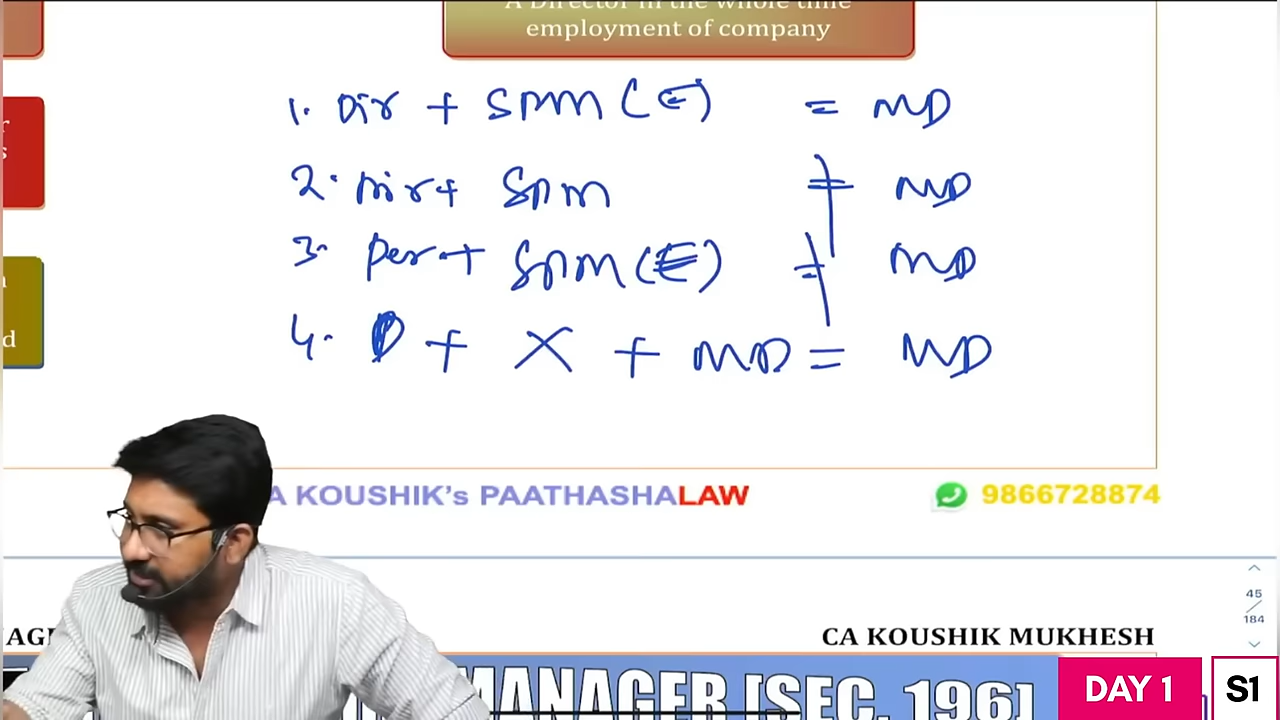 A Director in the whole time
employment of company
1. Dir + SPM (E) = MD
2. Dir + SPM ≠ MD
3. Per + SPM (E) ≠ MD
4. D + X + MD = MD
r
s
d
A KOUSHIK's PAATHASHALAW
9866728874
45
184
CA KOUSHIK MUKHESH
MANAGER [SEC. 196]
DAY 1
S1